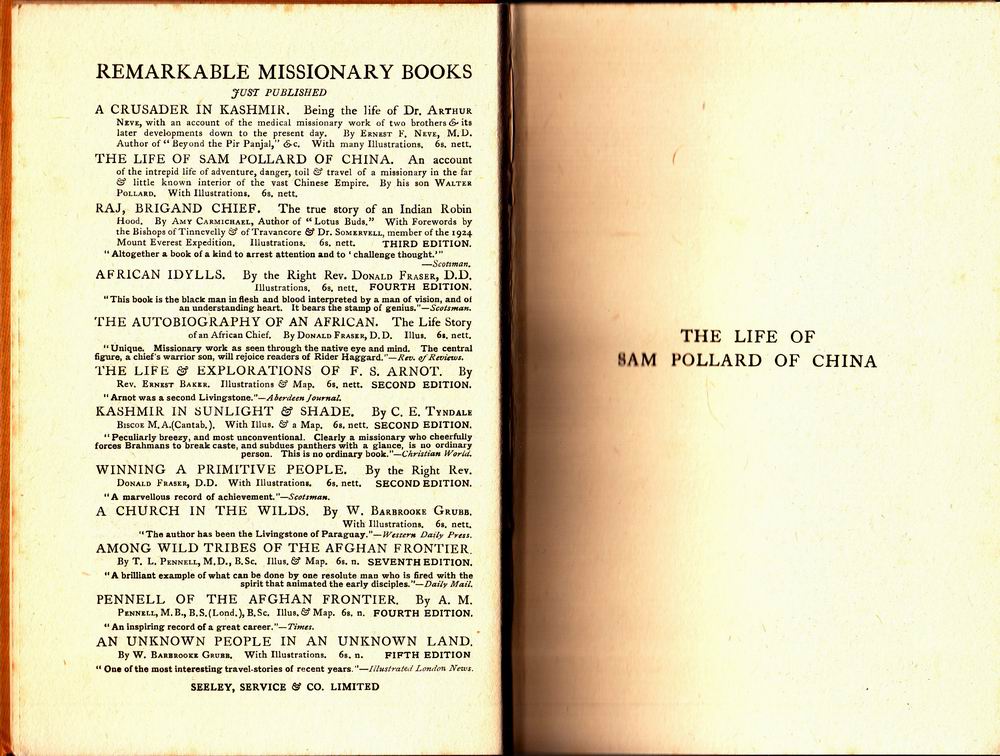 REMARKABLE MISSIONARY BOOKS
JUST PUBLISHED
A CRUSADER IN KASHMIR. Being the life of Dr. ARTHUR
NEVE, with an account of the medical missionary work of two brothers & its
later developments down to the present day. By ERNEST F. NEVE, M.D.
Author of "Beyond the Pir Panjal," &c. With many Illustrations. 6s. nett.
THE LIFE OF SAM POLLARD OF CHINA. An account
of the intrepid life of adventure, danger, toil & travel of a missionary in the far
& little known interior of the vast Chinese Empire. By his son WALTER
POLLARD. With Illustrations. 6s. nett.
RAJ, BRIGAND CHIEF. The true story of an Indian Robin
Hood. By AMY CARMICHAEL, Author of "Lotus Buds." With Forewords by
the Bishops of Tinnevelly & of Travancore & Dr. SOMERVELL, member of the 1924
Mount Everest Expedition. Illustrations. 6s. nett. THIRD EDITION.
"Altogether a book of a kind to arrest attention and to 'challenge thought.'"
—Scotsman.
AFRICAN IDYLLS. By the Right Rev. DONALD FRASER, D.D.
Illustrations. 6s. nett. FOURTH EDITION.
"This book is the black man in flesh and blood interpreted by a man of vision, and of
an understanding heart. It bears the stamp of genius."—Scotsman.
THE AUTOBIOGRAPHY OF AN AFRICAN. The Life Story
of an African Chief. By DONALD FRASER, D.D. Illus. 6s. nett.
"Unique. Missionary work as seen through the native eye and mind. The central
figure, a chief's warrior son, will rejoice readers of Rider Haggard."—Rev. of Reviews.
THE LIFE & EXPLORATIONS OF F. S. ARNOT. By
Rev. ERNEST BAKER. Illustrations & Map. 6s. nett. SECOND EDITION.
"Arnot was a second Livingstone."—Aberdeen Journal.
KASHMIR IN SUNLIGHT & SHADE. By C. E. TYNDALE
BISCOE M.A.(Cantab.). With Illus. & a Map. 6s. nett. SECOND EDITION.
"Peculiarly breezy, and most unconventional. Clearly a missionary who cheerfully
forces Brahmans to break caste, and subdues panthers with a glance, is no ordinary
person. This is no ordinary book."—Christian World.
WINNING A PRIMITIVE PEOPLE. By the Right Rev.
DONALD FRASER, D.D. With Illustrations. 6s. nett. SECOND EDITION.
"A marvellous record of achievement."—Scotsman.
A CHURCH IN THE WILDS. By W. BARBROOKE GRUBB.
With Illustrations. 6s. nett.
"The author has been the Livingstone of Paraguay."—Western Daily Press.
AMONG WILD TRIBES OF THE AFGHAN FRONTIER.
By T. L. PENNELL, M.D., B.Sc. Illus. & Map. 6s. n. SEVENTH EDITION.
"A brilliant example of what can be done by one resolute man who is fired with the
spirit that animated the early disciples."—Daily Mail.
PENNELL OF THE AFGHAN FRONTIER. By A. M.
PENNELL, M.B., B.S.(Lond.), B.Sc. Illus. & Map. 6s. n. FOURTH EDITION.
"An inspiring record of a great career."—Times.
AN UNKNOWN PEOPLE IN AN UNKNOWN LAND.
By W. BARBROOKE GRUBB. With Illustrations. 6s. n. FIFTH EDITION
"One of the most interesting travel-stories of recent years."—Illustrated London News.
SEELEY, SERVICE & CO. LIMITED
THE LIFE OF
SAM POLLARD OF CHINA